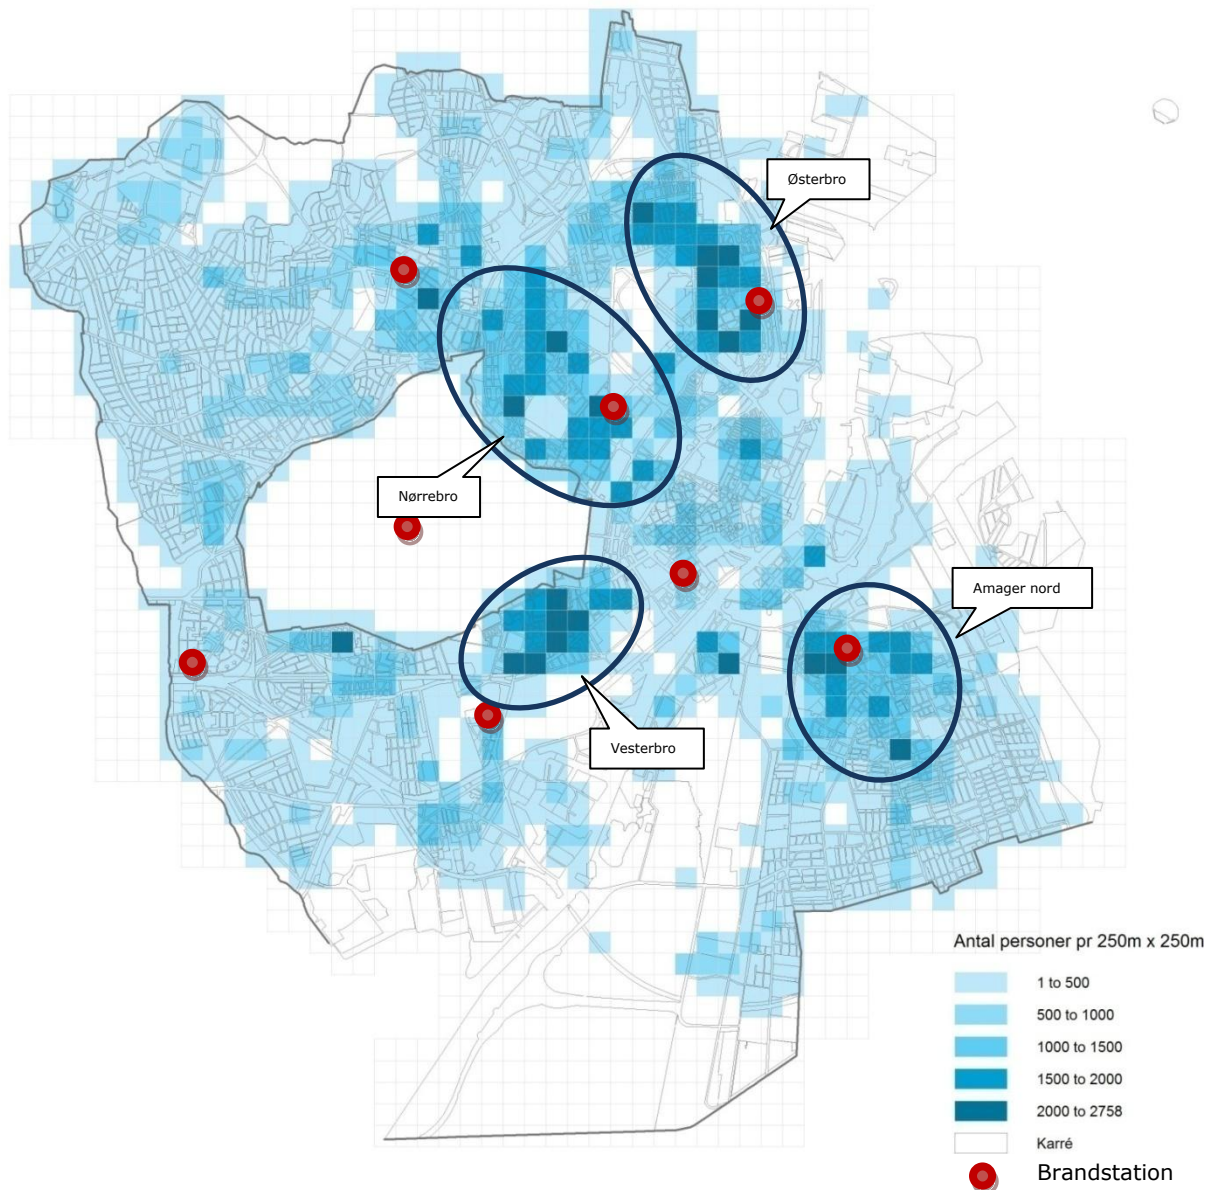 Østerbro
Nørrebro
Amager nord
Vesterbro
Antal personer pr 250m x 250m
1 to 500
500 to 1000
1000 to 1500
1500 to 2000
2000 to 2758
Karré
Brandstation